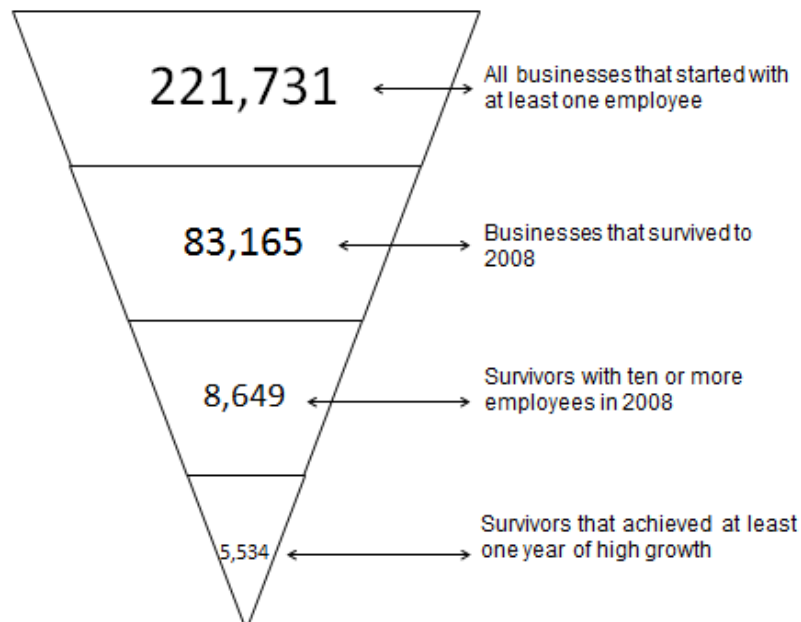 221,731
All businesses that started with
at least one employee
83,165
Businesses that survived to
2008
8,649
Survivors with ten or more
employees in 2008
5,534
Survivors that achieved at least
one year of high growth